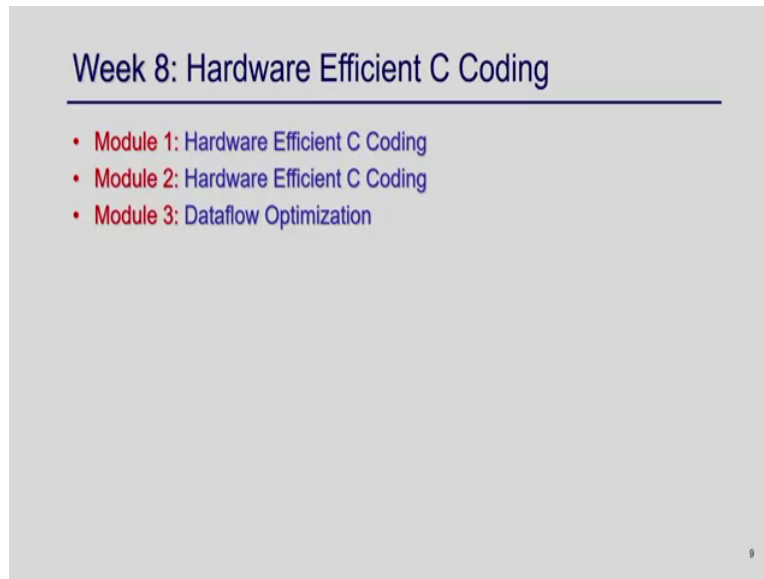 Week 8: Hardware Efficient C Coding
• Module 1: Hardware Efficient C Coding
• Module 2: Hardware Efficient C Coding
• Module 3: Dataflow Optimization
9